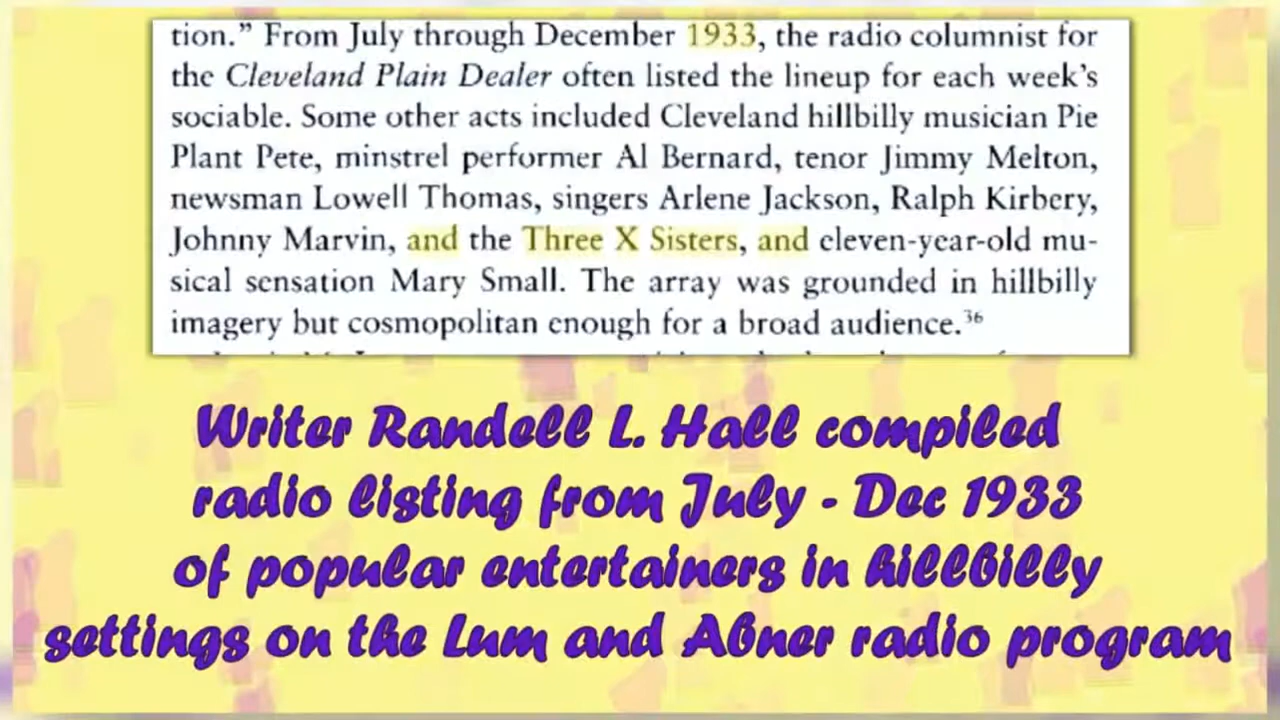 tion.” From July through December 1933, the radio columnist for
the Cleveland Plain Dealer often listed the lineup for each week’s
sociable. Some other acts included Cleveland hillbilly musician Pie
Plant Pete, minstrel performer Al Bernard, tenor Jimmy Melton,
newsman Lowell Thomas, singers Arlene Jackson, Ralph Kirbery,
Johnny Marvin, and the Three X Sisters, and eleven-year-old mu-
sical sensation Mary Small. The array was grounded in hillbilly
imagery but cosmopolitan enough for a broad audience.36
Writer Randell L. Hall compiled
radio listing from July - Dec 1933
of popular entertainers in hillbilly
settings on the Lum and Abner radio program